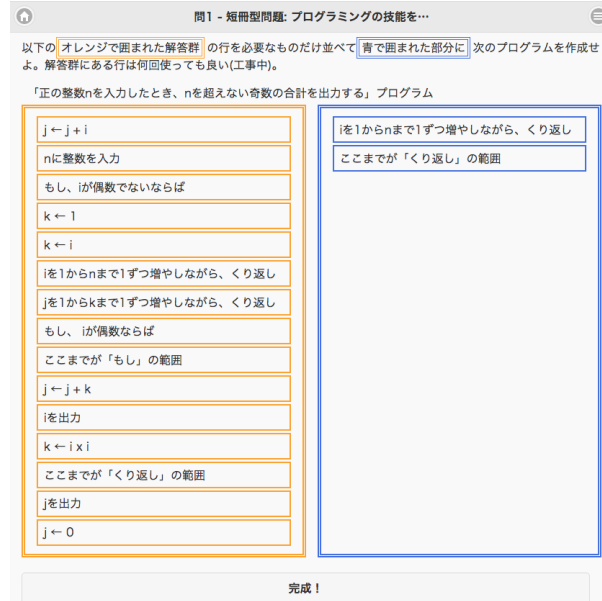 問1 - 短冊型問題: プログラミングの技能を…
以下の オレンジで囲まれた解答群 の行を必要なものだけ並べて 青で囲まれた部分に 次のプログラムを作成せ
よ。解答群にある行は何回使っても良い(工事中)。
「正の整数nを入力したとき、nを超えない奇数の合計を出力する」プログラム
j ← j + i
nに整数を入力
もし、iが偶数でないならば
k ← 1
k ← i
iを1からnまで1ずつ増やしながら、くり返し
jを1からkまで1ずつ増やしながら、くり返し
もし、 iが偶数ならば
ここまでが「もし」の範囲
j ← j + k
iを出力
k ← i x i
ここまでが「くり返し」の範囲
jを出力
j ← 0
iを1からnまで1ずつ増やしながら、くり返し
ここまでが「くり返し」の範囲
完成！